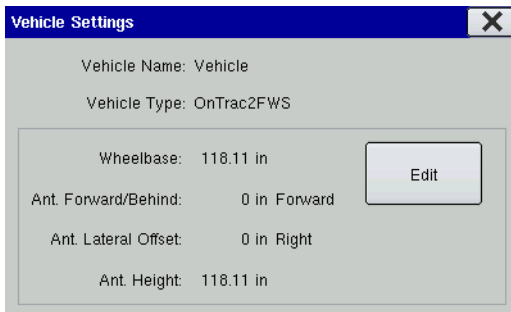 Vehicle Settings
Vehicle Name: Vehicle
Vehicle Type: OnTrac2FWS
Wheelbase: 118.11 in
Edit
Ant. Forward/Behind: 0 in Forward
Ant. Lateral Offset: 0 in Right
Ant. Height: 118.11 in